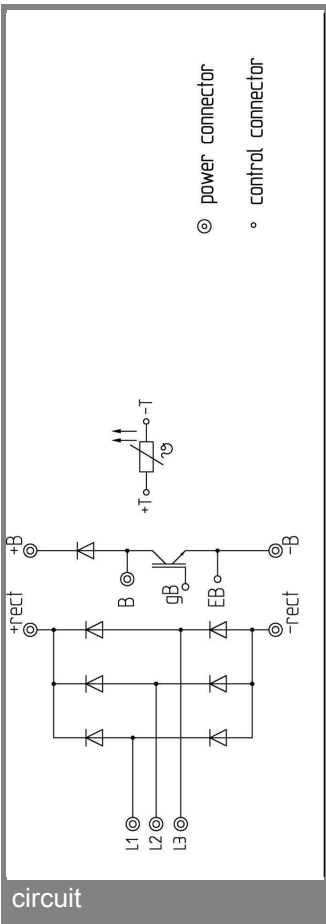 power connector
control connector
+T
-T
+B
-B
B
gB
EB
+rect
-rect
L1
L2
L3
circuit